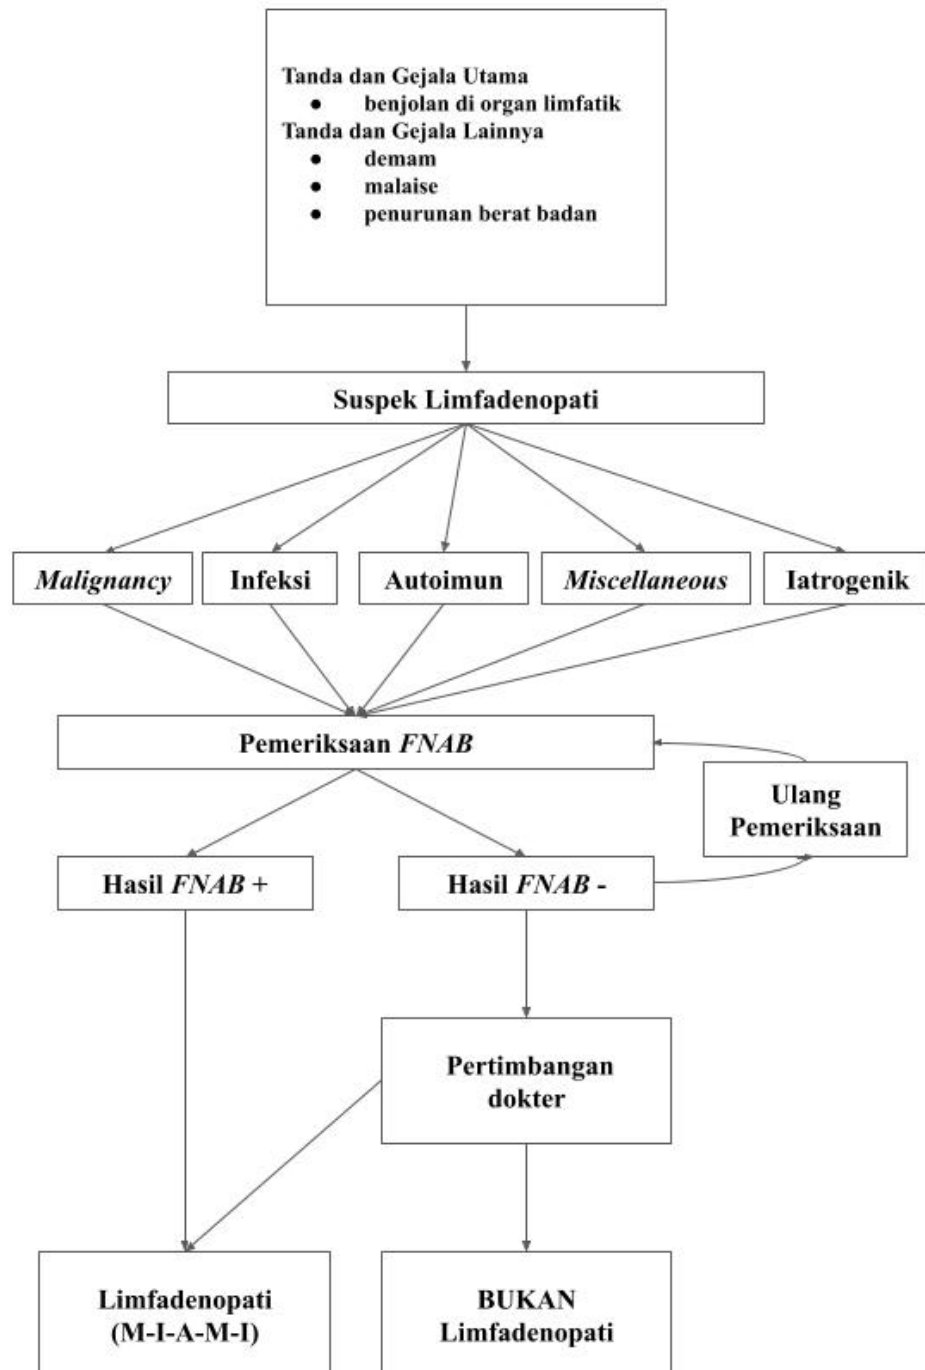 Tanda dan Gejala Utama
● benjolan di organ limfatik
Tanda dan Gejala Lainnya
● demam
● malaise
● penurunan berat badan
Suspek Limfadenopati
Malignancy
Infeksi
Autoimun
Miscellaneous
Iatrogenik
Pemeriksaan FNAB
Ulang
Pemeriksaan
Hasil FNAB +
Hasil FNAB -
Pertimbangan
dokter
Limfadenopati
(M-I-A-M-I)
BUKAN
Limfadenopati